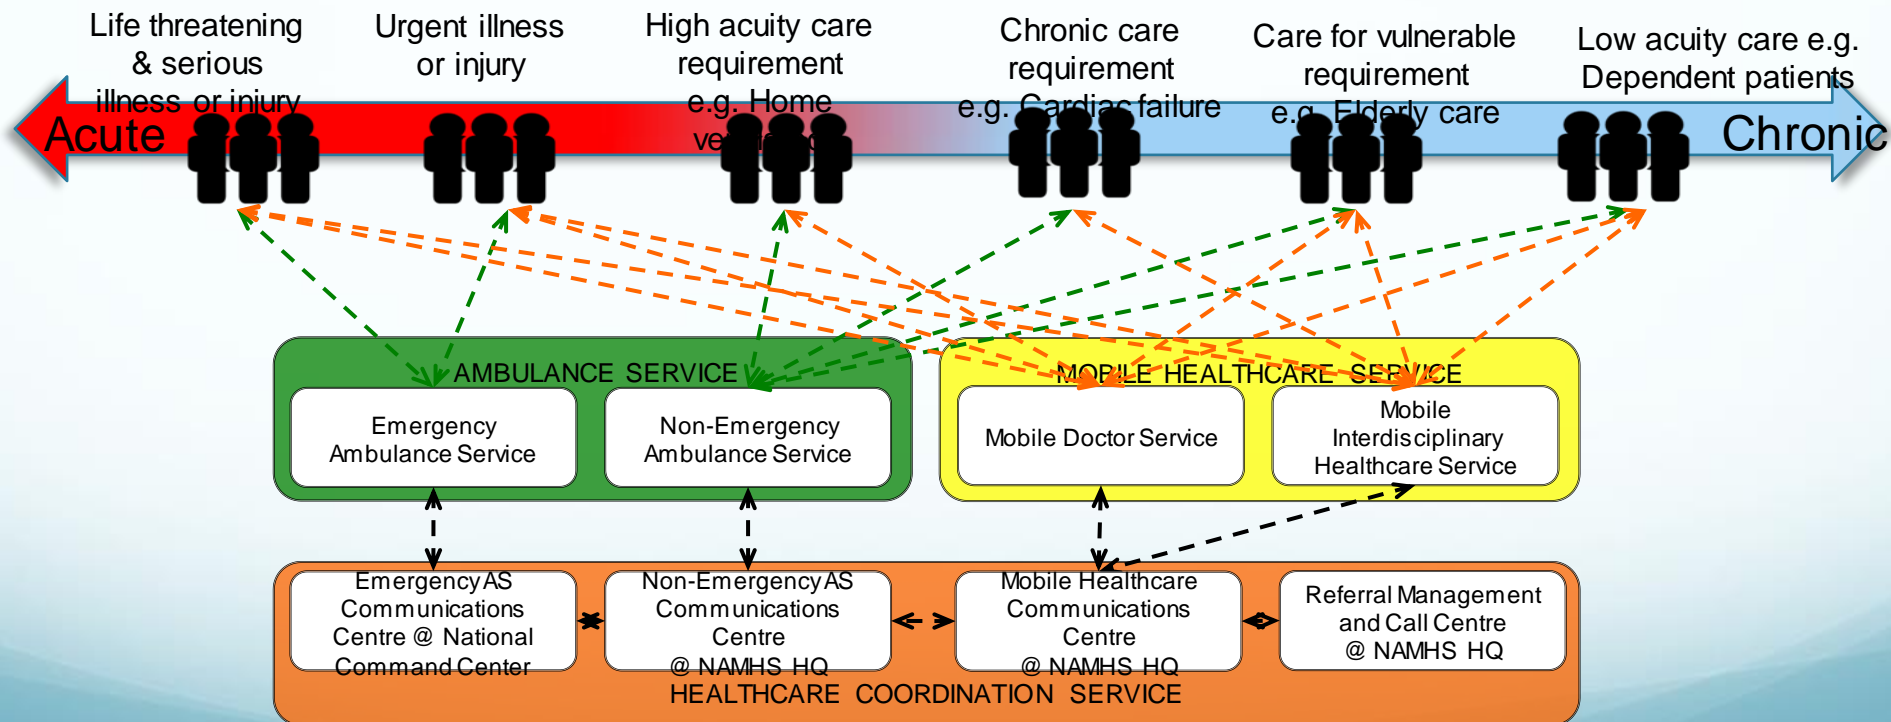 Life threatening
& serious
illness or injury
Urgent illness
or injury
High acuity care
requirement
e.g. Home
Chronic care
requirement
e.g. Cardiac failure
Care for vulnerable
requirement
e.g. Elderly care
Low acuity care e.g.
Dependent patients
Acute
Chronic
AMBULANCE SERVICE
Emergency
Ambulance Service
Non-Emergency
Ambulance Service
MOBILE HEALTHCARE SERVICE
Mobile Doctor Service
Mobile
Interdisciplinary
Healthcare Service
Emergency AS
Communications
Centre @ National
Command Center
Non-Emergency AS
Communications
Centre
@ NAMHS HQ
Mobile Healthcare
Communications
Centre
@ NAMHS HQ
Referral Management
and Call Centre
@ NAMHS HQ
HEALTHCARE COORDINATION SERVICE